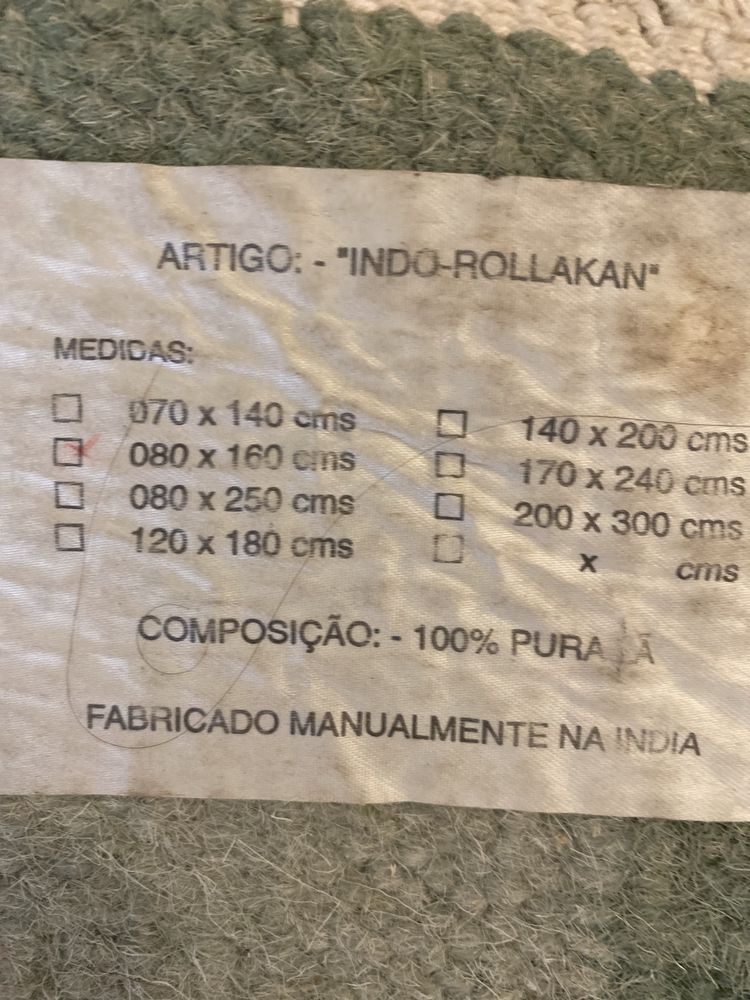 ARTIGO: - "INDO-ROLLAKAN"
MEDIDAS:
070 x 140 cms
080 x 160 cms
080 x 250 cms
120 x 180 cms
140 x 200 cms
170 x 240 cms
200 x 300 cms
x cms
COMPOSIÇÃO: - 100% PURA LÃ
FABRICADO MANUALMENTE NA INDIA